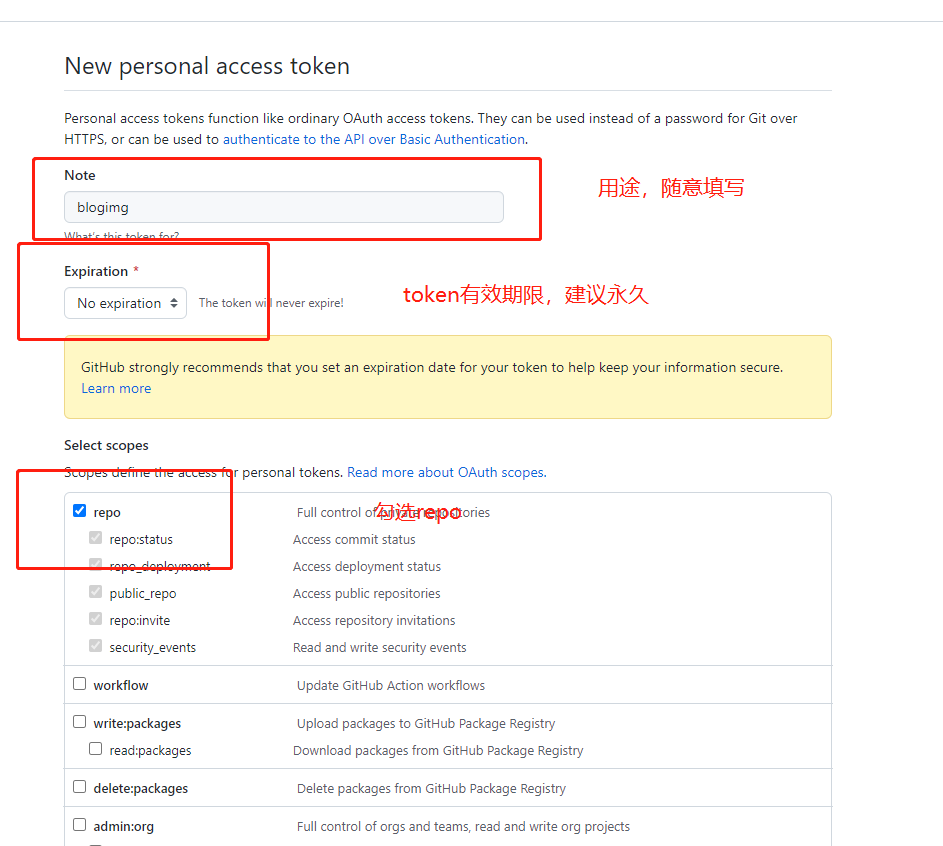 New personal access token
Personal access tokens function like ordinary OAuth access tokens. They can be used instead of a password for Git over
HTTPS, or can be used to authenticate to the API over Basic Authentication.
Note
用途，随意填写
blogimg
What's this token for?
Expiration *
No expiration The token will never expire!
token有效期限，建议永久
GitHub strongly recommends that you set an expiration date for your token to help keep your information secure.
Learn more
Select scopes
Scopes define the access for personal tokens. Read more about OAuth scopes.
repo Full control of private repositories
勾选repo
repo:status Access commit status
repo_deployment Access deployment status
public_repo Access public repositories
repo:invite Access repository invitations
security_events Read and write security events
workflow Update GitHub Action workflows
write:packages Upload packages to GitHub Package Registry
read:packages Download packages from GitHub Package Registry
delete:packages Delete packages from GitHub Package Registry
admin:org Full control of orgs and teams, read and write org projects